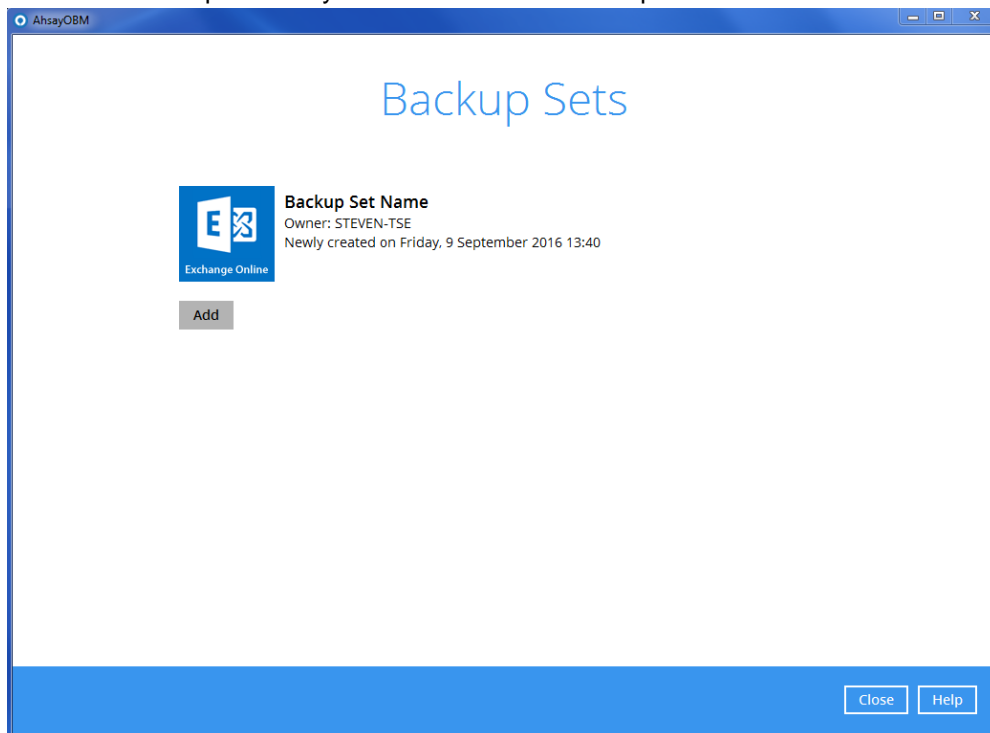 AhsayOBM
Backup Sets
E
Exchange Online
Backup Set Name
Owner: STEVEN-TSE
Newly created on Friday, 9 September 2016 13:40
Add
Close
Help